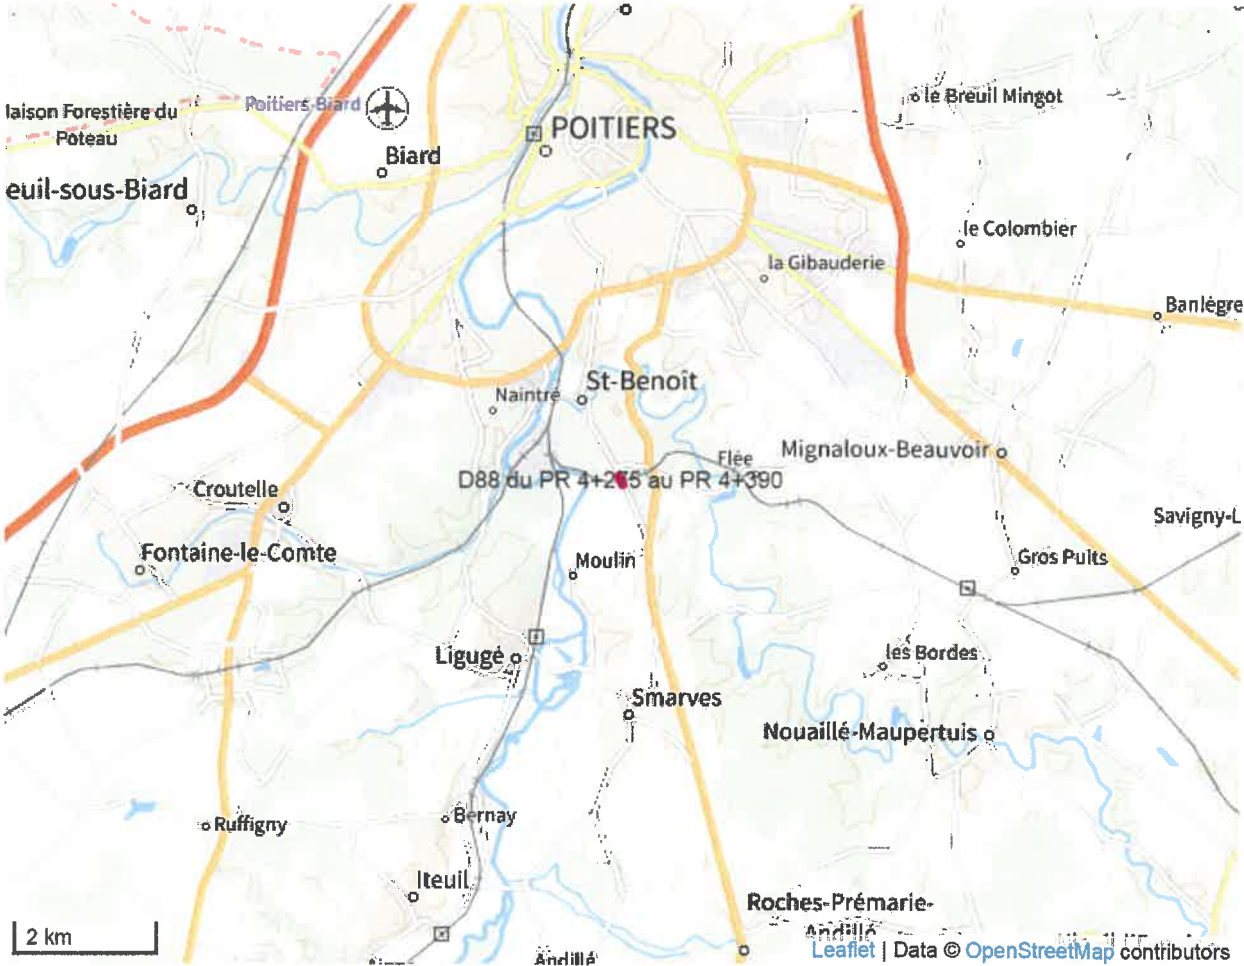 le Breuil Mingot
Poitiers-Biard
laison Forestière du
Poteau
POITIERS
Biard
euil-sous-Biard
le Colombier
la Gibauderie
Banlègre
St-Benoît
Naintré
Mignaloux-Beauvoir
Flée
D88 du PR 4+265 au PR 4+390
Croutelle
Savigny-L
Fontaine-le-Comte
Moulin
Gros Puits
Ligugé
les Bordes
Smarves
Nouaillé-Maupertuis
Bernay
Ruffigny
Iteuil
Roches-Prémarie-
Andillé
2 km
Andillé
Leaflet | Data © OpenStreetMap contributors